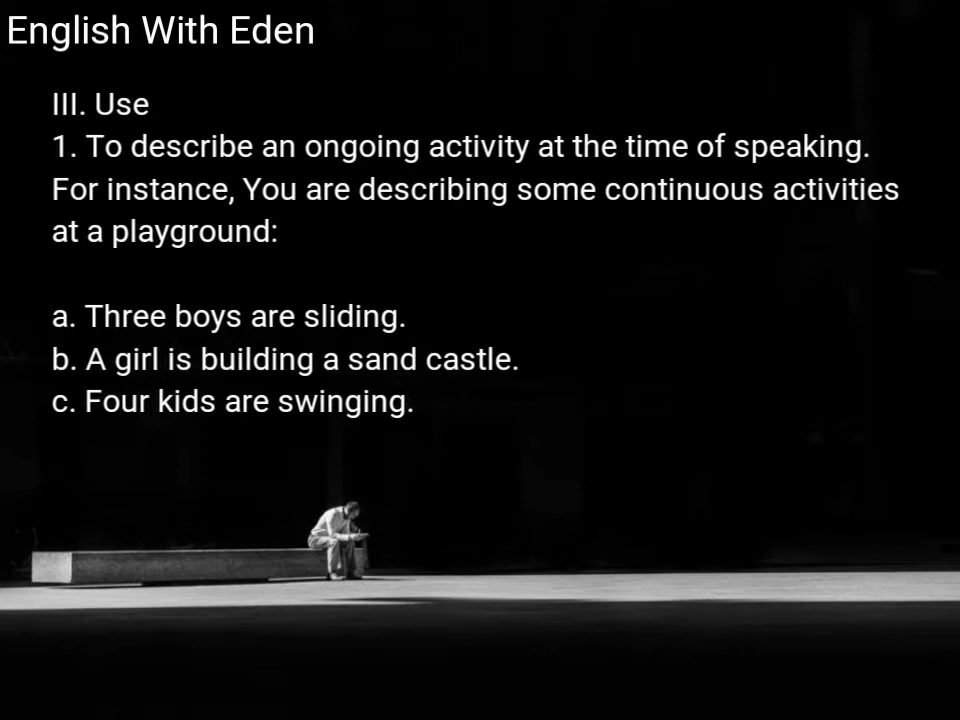 English With Eden
III. Use
1. To describe an ongoing activity at the time of speaking.
For instance, You are describing some continuous activities
at a playground:
a. Three boys are sliding.
b. A girl is building a sand castle.
c. Four kids are swinging.